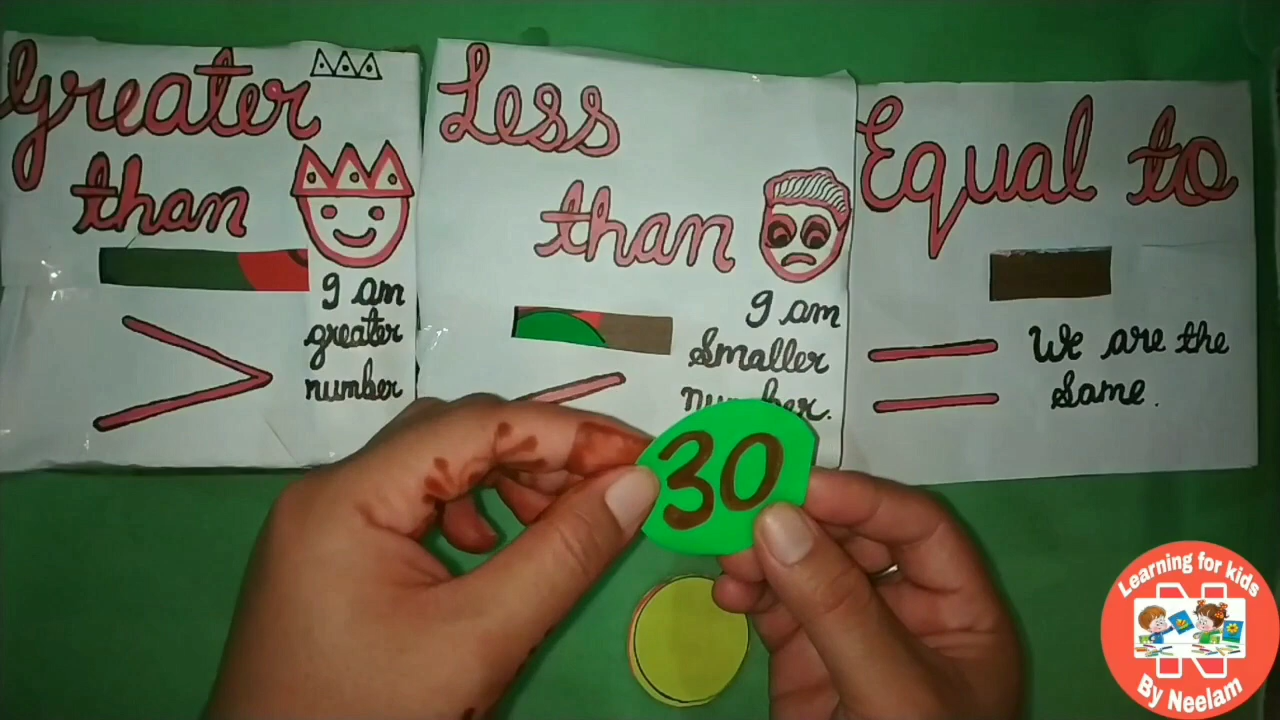 Greater
than
I am
greater
number
>
Less
than
I am
Smaller
number.
<
Equal to
We are the
Same.
=
30
Learning for kids
N
By Neelam